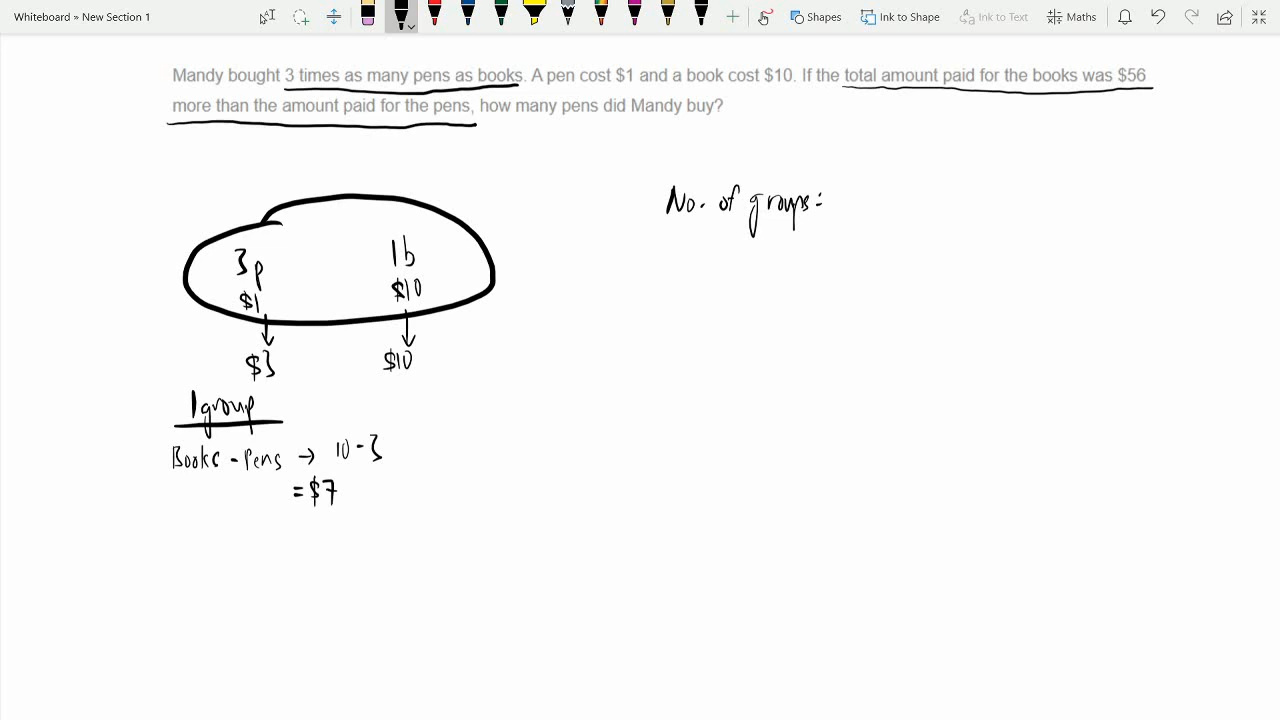 Whiteboard » New Section 1
Shapes
Ink to Shape
Ink to Text
Maths
Mandy bought 3 times as many pens as books. A pen cost $1 and a book cost $10. If the total amount paid for the books was $56
more than the amount paid for the pens, how many pens did Mandy buy?
No. of groups:
3p 1b
$1 $10
$3 $10
1 group
Books - Pens → 10 - 3
= $7